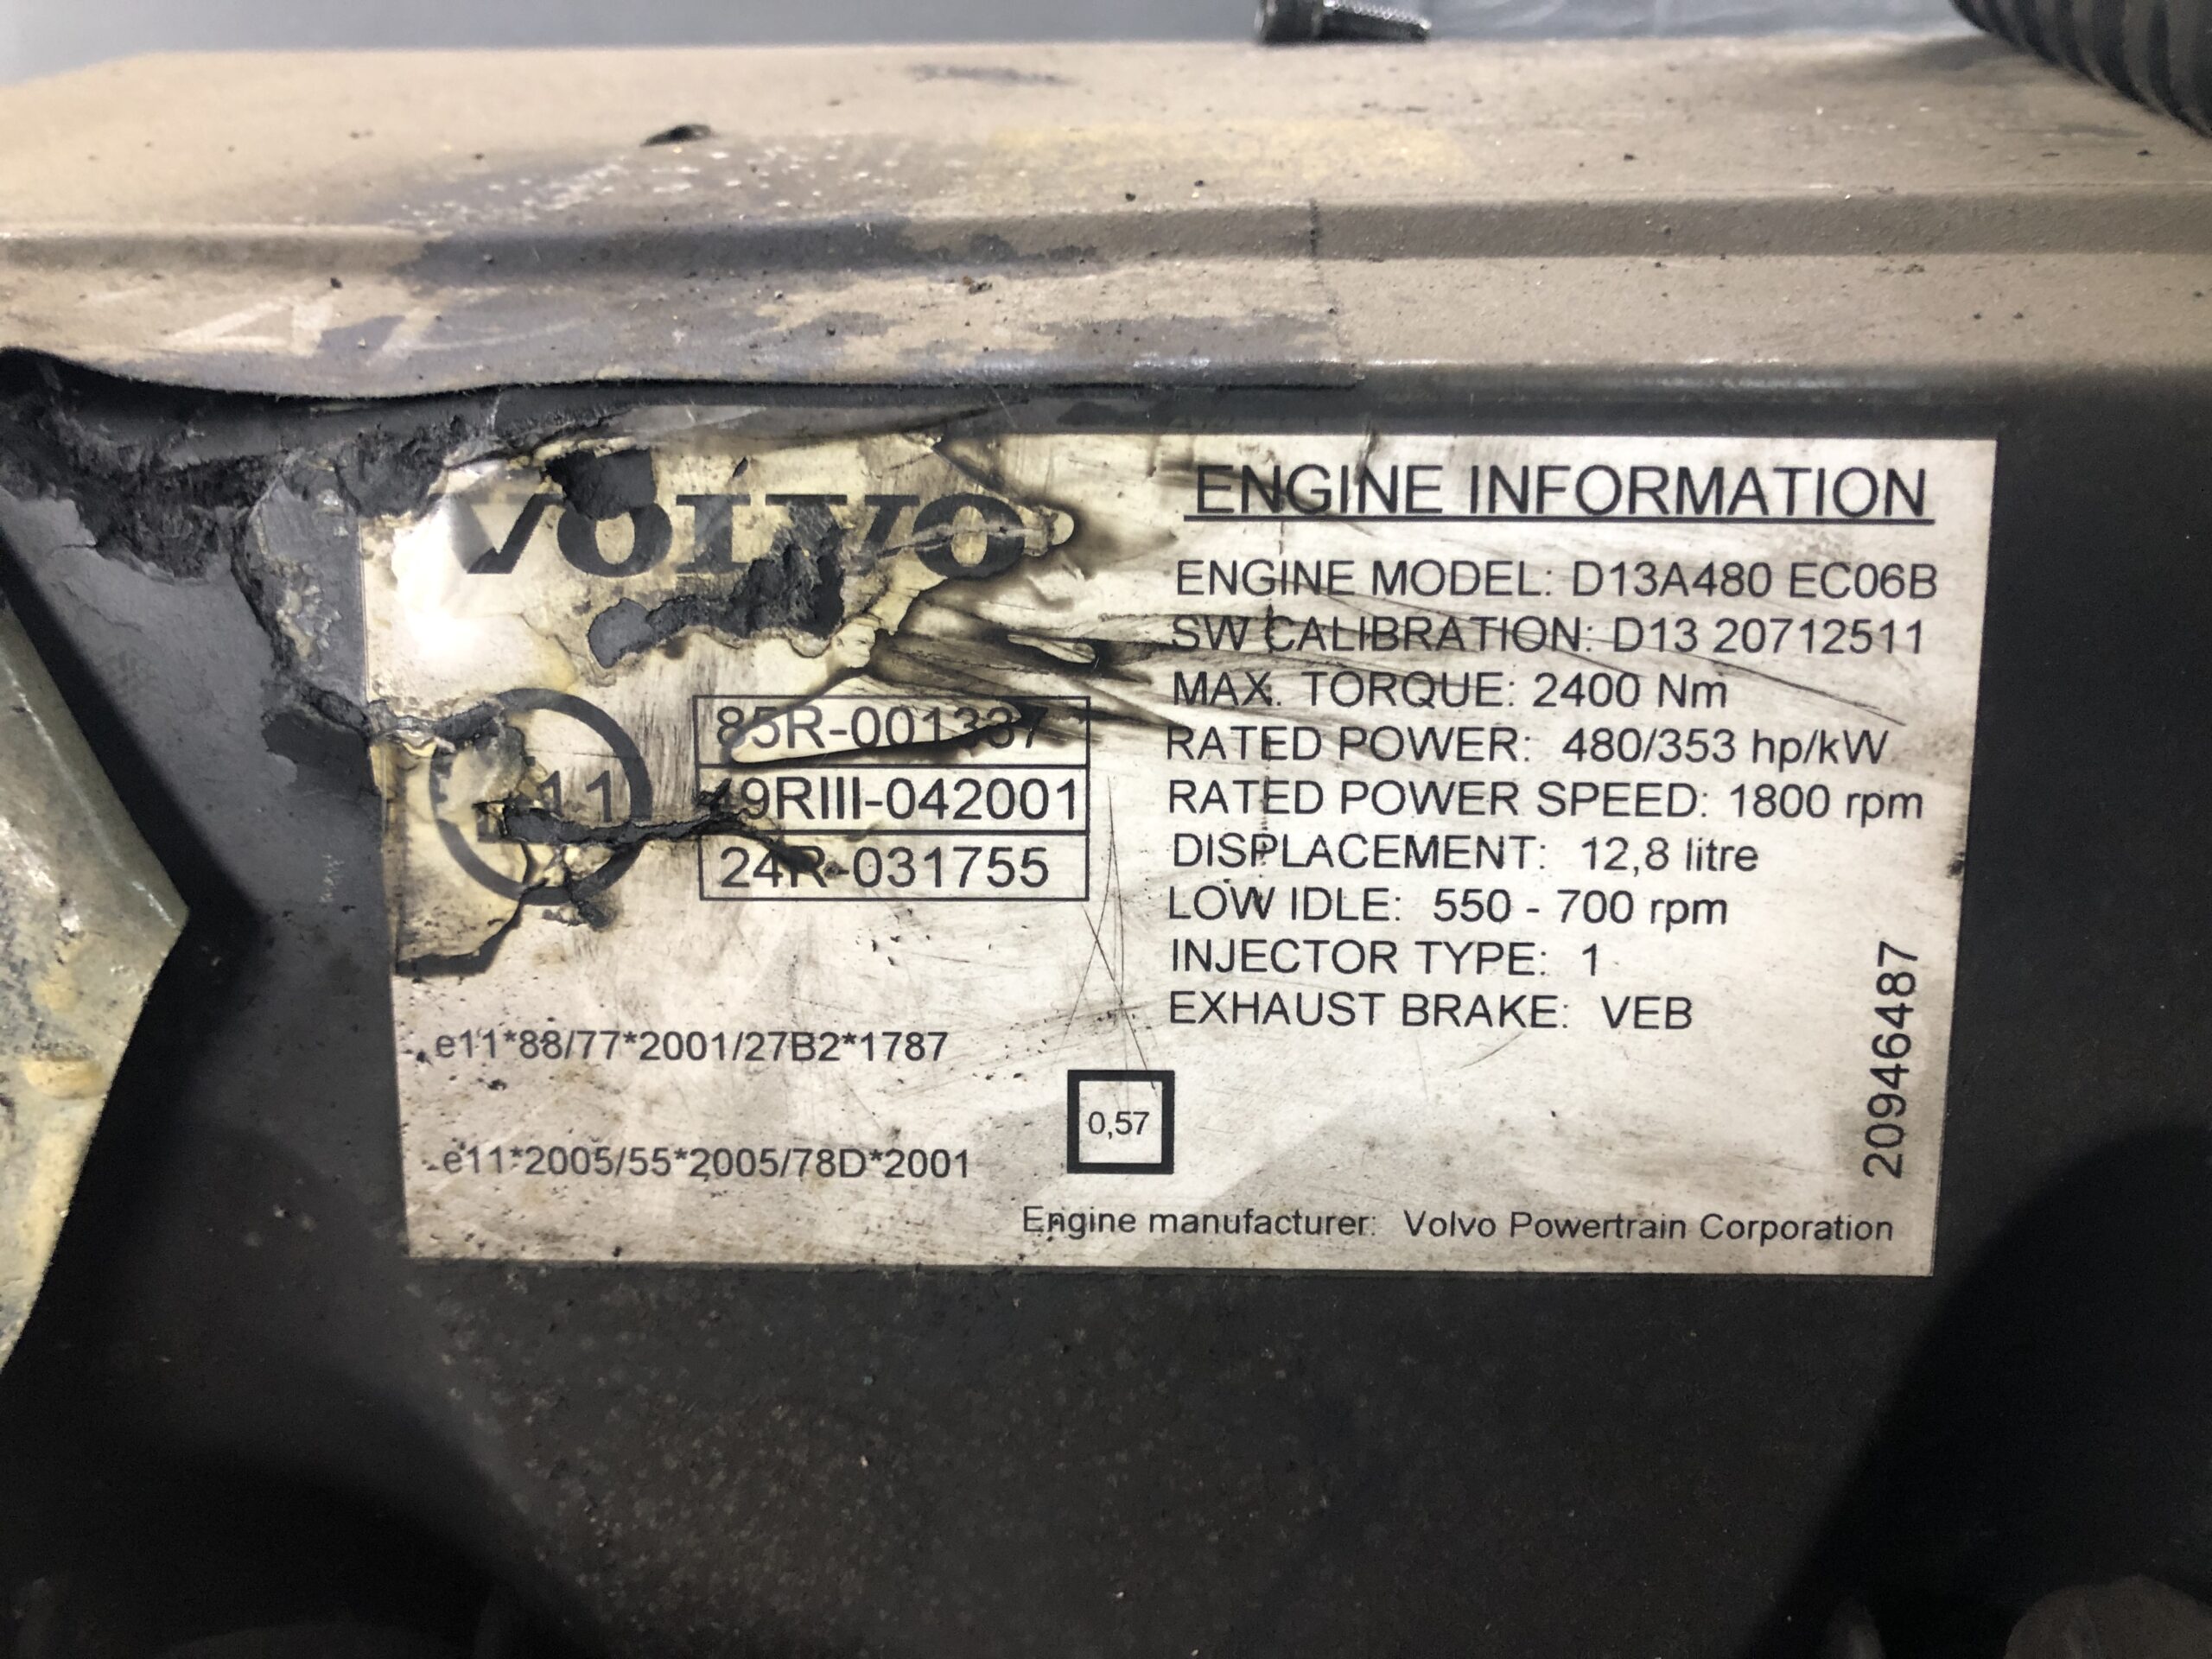 VOLVO
E11
85R-001337
49RIII-042001
24R-031755
e11*88/77*2001/27B2*1787
e11*2005/55*2005/78D*2001
0,57
ENGINE INFORMATION
ENGINE MODEL: D13A480 EC06B
SW CALIBRATION: D13 20712511
MAX. TORQUE: 2400 Nm
RATED POWER: 480/353 hp/kW
RATED POWER SPEED: 1800 rpm
DISPLACEMENT: 12,8 litre
LOW IDLE: 550 - 700 rpm
INJECTOR TYPE: 1
EXHAUST BRAKE: VEB
20946487
Engine manufacturer: Volvo Powertrain Corporation